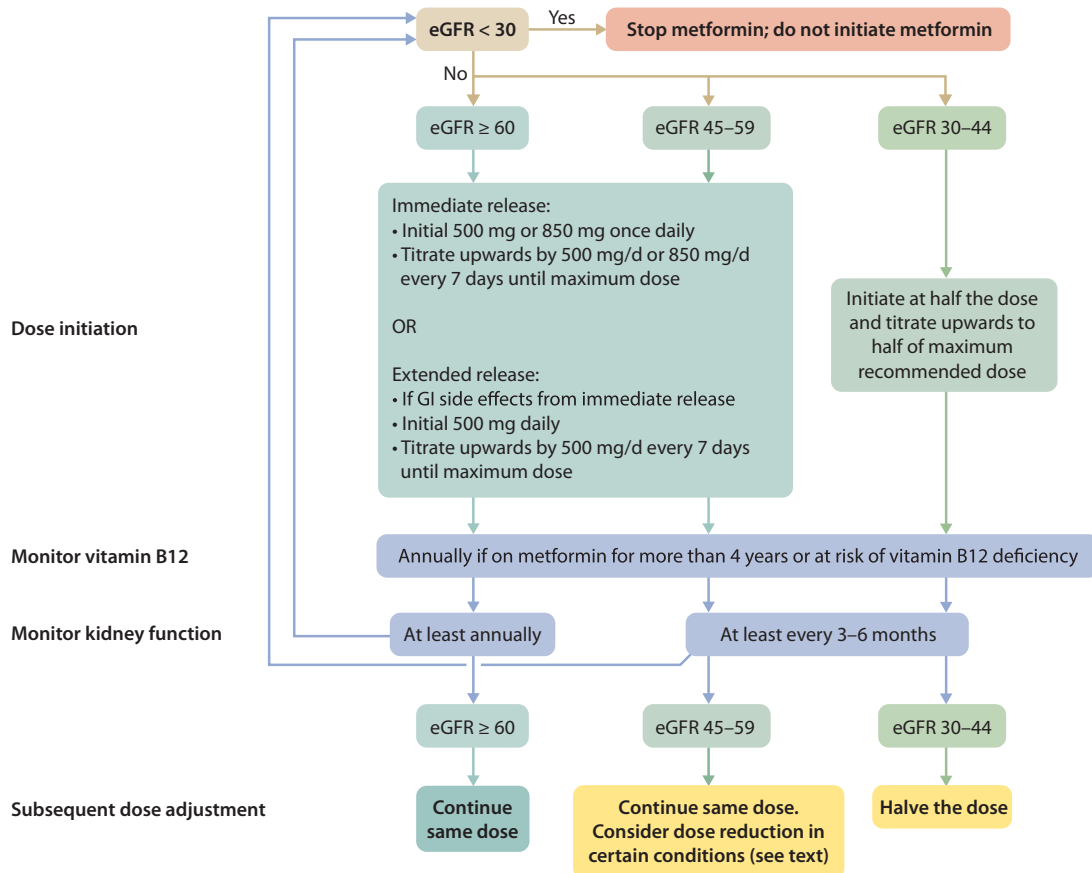 eGFR < 30
Yes
Stop metformin; do not initiate metformin
No
eGFR ≥ 60
eGFR 45–59
eGFR 30–44
Dose initiation
Immediate release:
• Initial 500 mg or 850 mg once daily
• Titrate upwards by 500 mg/d or 850 mg/d
every 7 days until maximum dose
OR
Extended release:
• If GI side effects from immediate release
• Initial 500 mg daily
• Titrate upwards by 500 mg/d every 7 days
until maximum dose
Initiate at half the dose
and titrate upwards to
half of maximum
recommended dose
Monitor vitamin B12
Annually if on metformin for more than 4 years or at risk of vitamin B12 deficiency
Monitor kidney function
At least annually
At least every 3–6 months
eGFR ≥ 60
eGFR 45–59
eGFR 30–44
Subsequent dose adjustment
Continue
same dose
Continue same dose.
Consider dose reduction in
certain conditions (see text)
Halve the dose